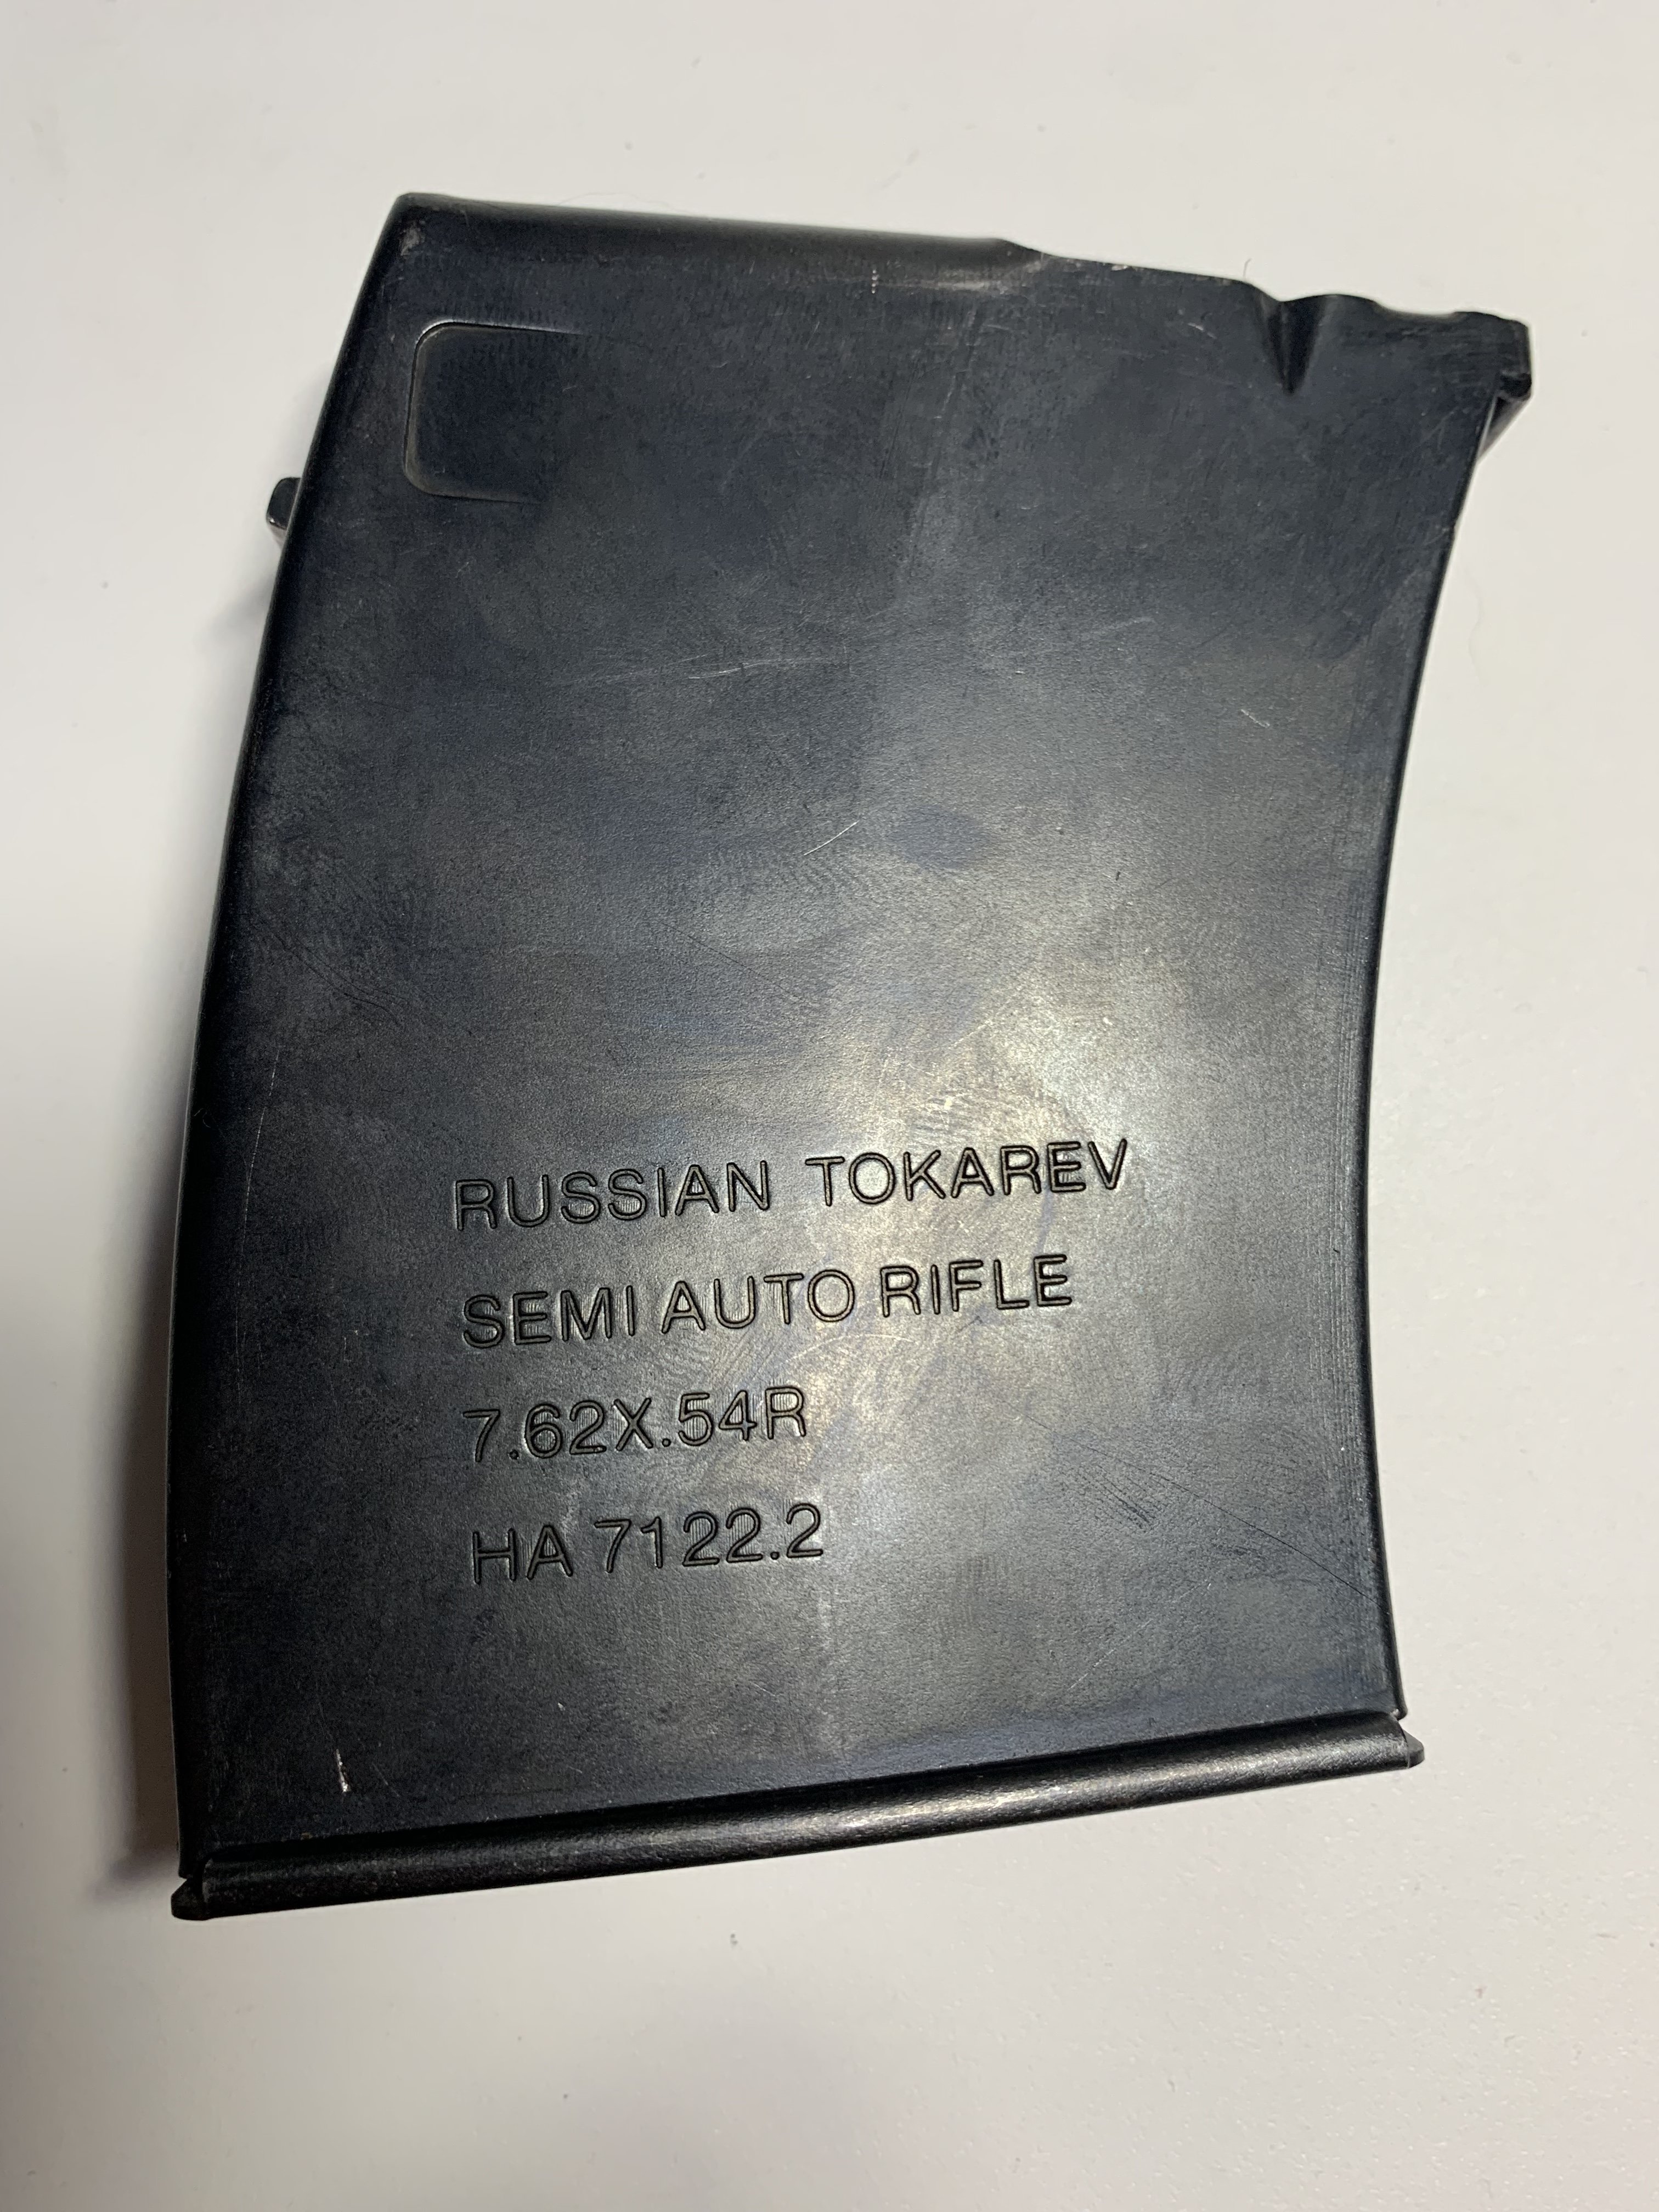 RUSSIAN TOKAREV
SEMI AUTO RIFLE
7.62X.54R
HA 7122.2